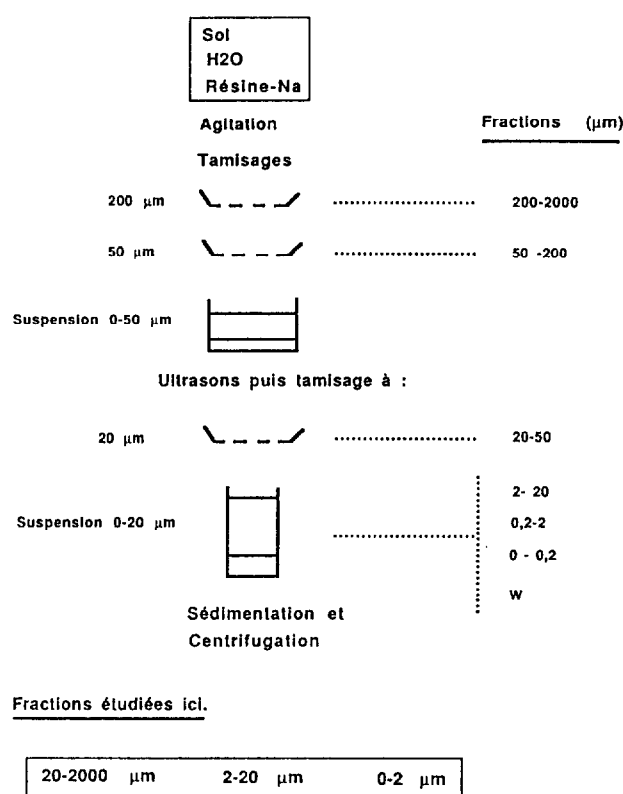 Sol
H2O
Résine-Na
Agitation
Fractions (µm)
Tamisages
200 µm 200-2000
50 µm 50 -200
Suspension 0-50 µm
Ultrasons puis tamisage à :
20 µm 20-50
2- 20
Suspension 0-20 µm 0,2-2
0 - 0,2
W
Sédimentation et
Centrifugation
Fractions étudiées ici.
20-2000 µm 2-20 µm 0-2 µm